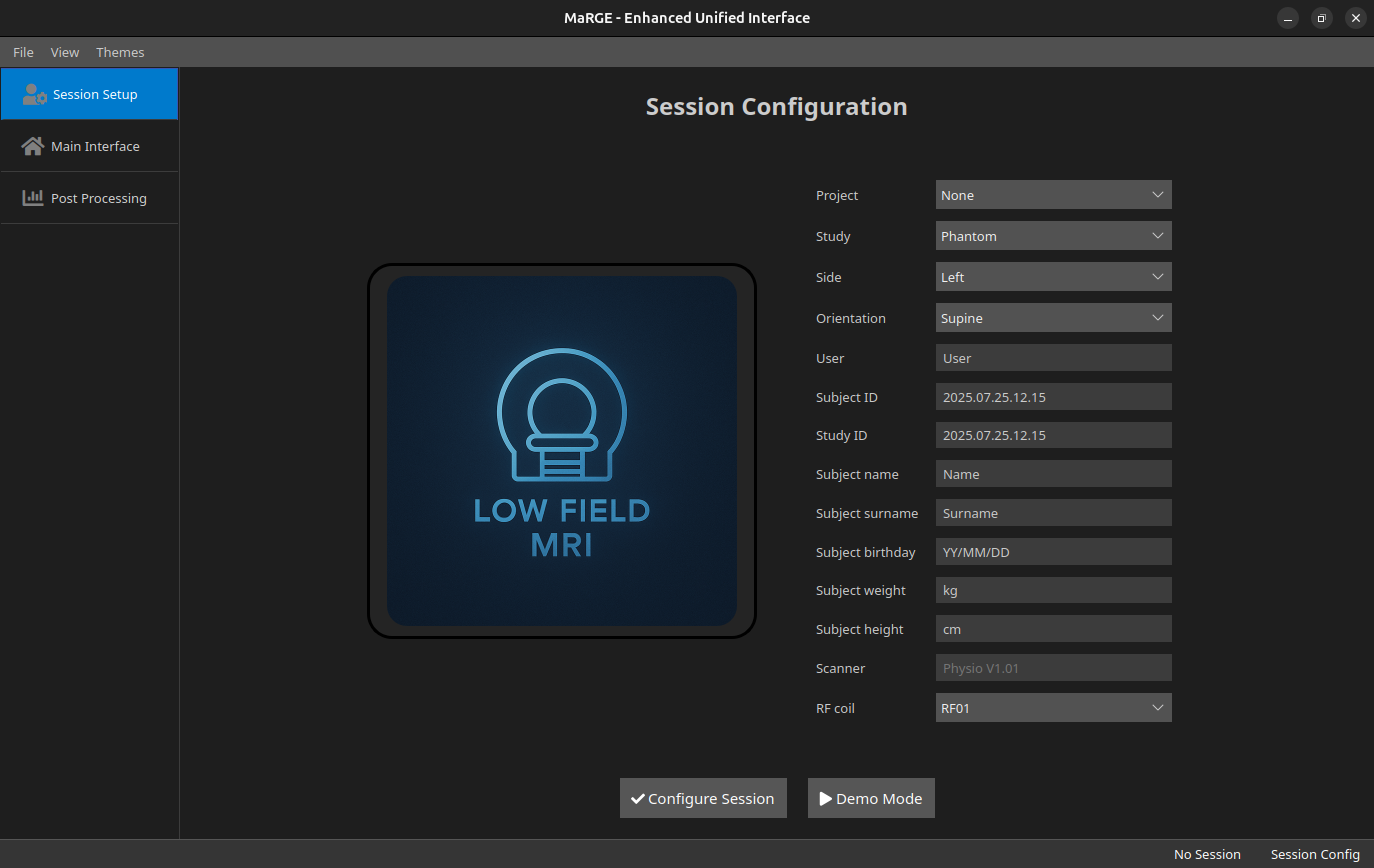 MaRGE - Enhanced Unified Interface
File View Themes
Session Setup
Main Interface
Post Processing
Session Configuration
LOW FIELD
MRI
Project None
Study Phantom
Side Left
Orientation Supine
User User
Subject ID 2025.07.25.12.15
Study ID 2025.07.25.12.15
Subject name Name
Subject surname Surname
Subject birthday YY/MM/DD
Subject weight kg
Subject height cm
Scanner Physio V1.01
RF coil RF01
Configure Session Demo Mode
No Session Session Config